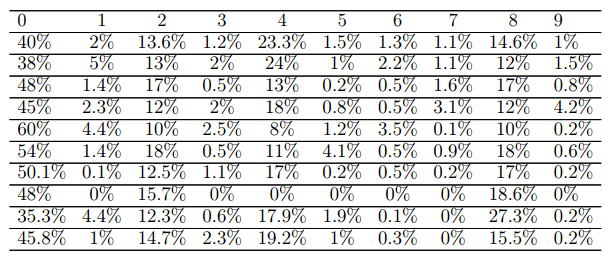 0 1 2 3 4 5 6 7 8 9
40% 2% 13.6% 1.2% 23.3% 1.5% 1.3% 1.1% 14.6% 1%
38% 5% 13% 2% 24% 1% 2.2% 1.1% 12% 1.5%
48% 1.4% 17% 0.5% 13% 0.2% 0.5% 1.6% 17% 0.8%
45% 2.3% 12% 2% 18% 0.8% 0.5% 3.1% 12% 4.2%
60% 4.4% 10% 2.5% 8% 1.2% 3.5% 0.1% 10% 0.2%
54% 1.4% 18% 0.5% 11% 4.1% 0.5% 0.9% 18% 0.6%
50.1% 0.1% 12.5% 1.1% 17% 0.2% 0.5% 0.2% 17% 0.2%
48% 0% 15.7% 0% 0% 0% 0% 0% 18.6% 0%
35.3% 4.4% 12.3% 0.6% 17.9% 1.9% 0.1% 0% 27.3% 0.2%
45.8% 1% 14.7% 2.3% 19.2% 1% 0.3% 0% 15.5% 0.2%